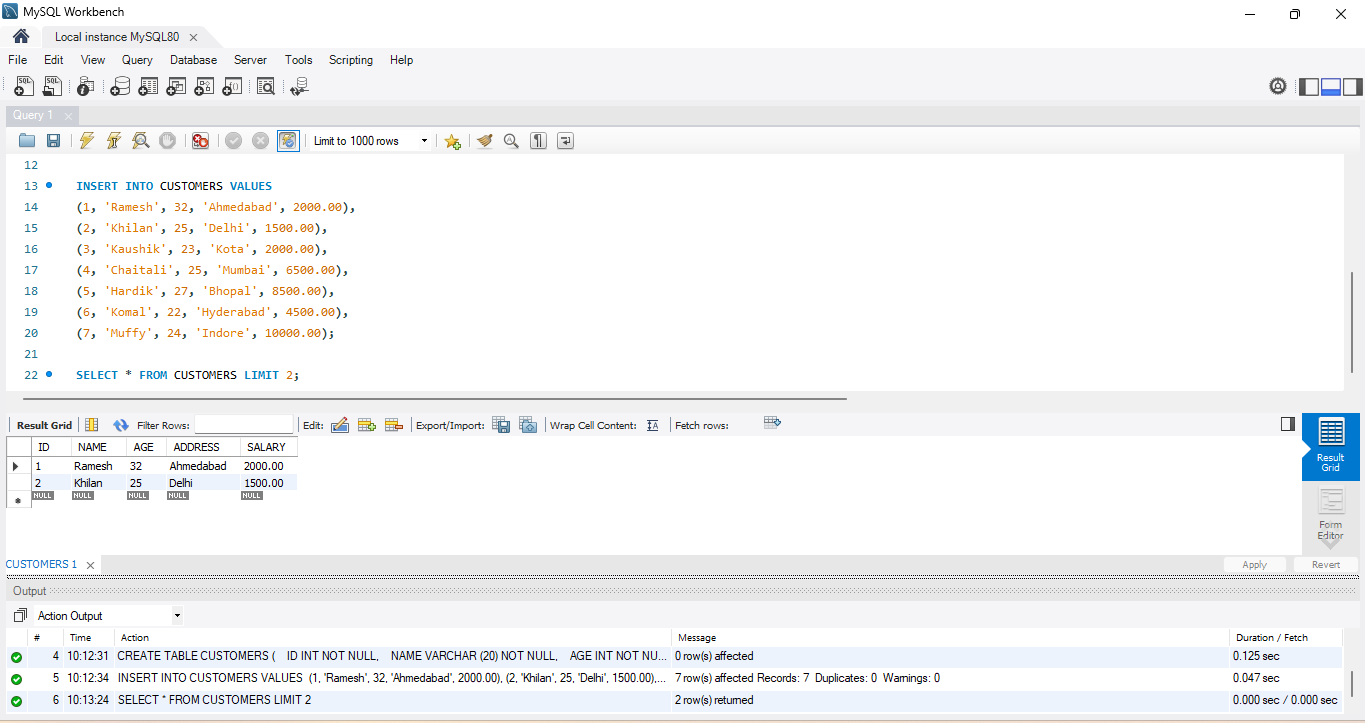 MySQL Workbench
Local instance MySQL80
File Edit View Query Database Server Tools Scripting Help
SQL SQL
Query 1
Limit to 1000 rows
12
13 INSERT INTO CUSTOMERS VALUES
14 (1, 'Ramesh', 32, 'Ahmedabad', 2000.00),
15 (2, 'Khilan', 25, 'Delhi', 1500.00),
16 (3, 'Kaushik', 23, 'Kota', 2000.00),
17 (4, 'Chaitali', 25, 'Mumbai', 6500.00),
18 (5, 'Hardik', 27, 'Bhopal', 8500.00),
19 (6, 'Komal', 22, 'Hyderabad', 4500.00),
20 (7, 'Muffy', 24, 'Indore', 10000.00);
21
22 SELECT * FROM CUSTOMERS LIMIT 2;
Result Grid Filter Rows: Edit: Export/Import: Wrap Cell Content: Fetch rows:
ID NAME AGE ADDRESS SALARY
1 Ramesh 32 Ahmedabad 2000.00
2 Khilan 25 Delhi 1500.00
NULL NULL NULL NULL NULL
Result
Grid
Form
Editor
CUSTOMERS 1
Apply Revert
Output
Action Output
# Time Action Message Duration / Fetch
4 10:12:31 CREATE TABLE CUSTOMERS ( ID INT NOT NULL, NAME VARCHAR (20) NOT NULL, AGE INT NOT NU... 0 row(s) affected 0.125 sec
5 10:12:34 INSERT INTO CUSTOMERS VALUES (1, 'Ramesh', 32, 'Ahmedabad', 2000.00), (2, 'Khilan', 25, 'Delhi', 1500.00),... 7 row(s) affected Records: 7 Duplicates: 0 Warnings: 0 0.047 sec
6 10:13:24 SELECT * FROM CUSTOMERS LIMIT 2 2 row(s) returned 0.000 sec / 0.000 sec